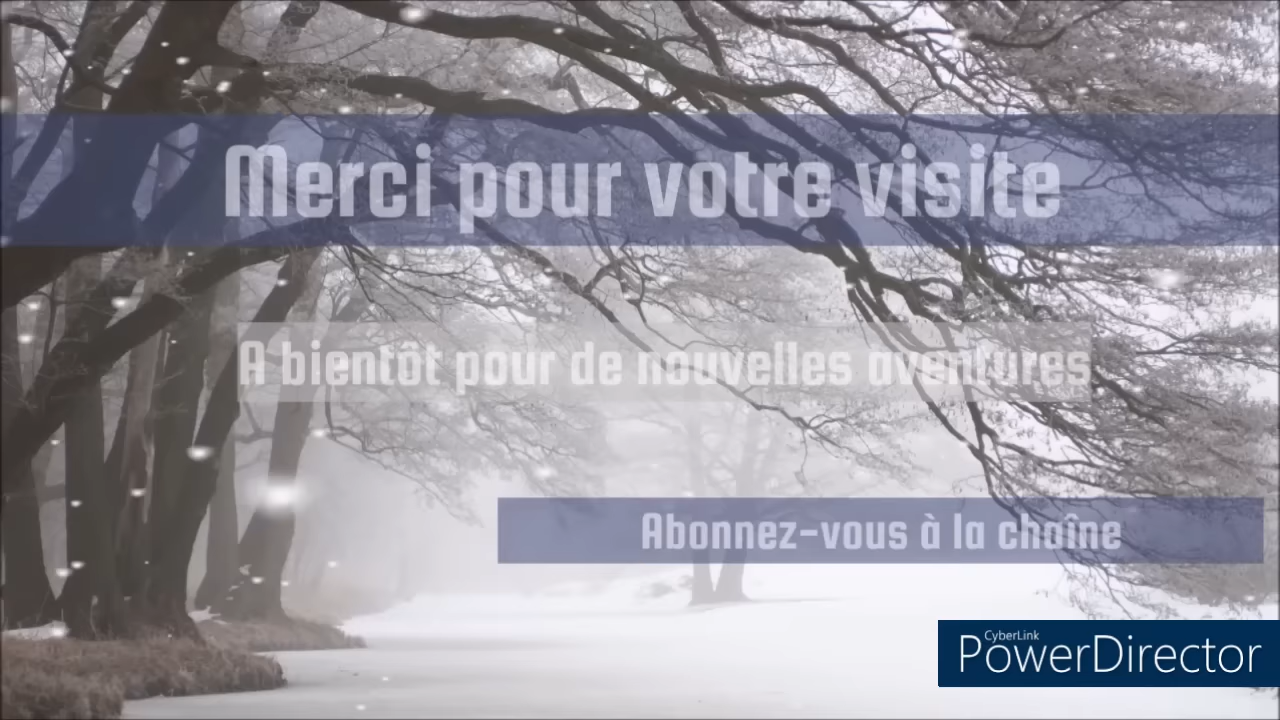 Merci pour votre visite
A bientôt pour de nouvelles aventures
Abonnez-vous à la chaîne
CyberLink
PowerDirector